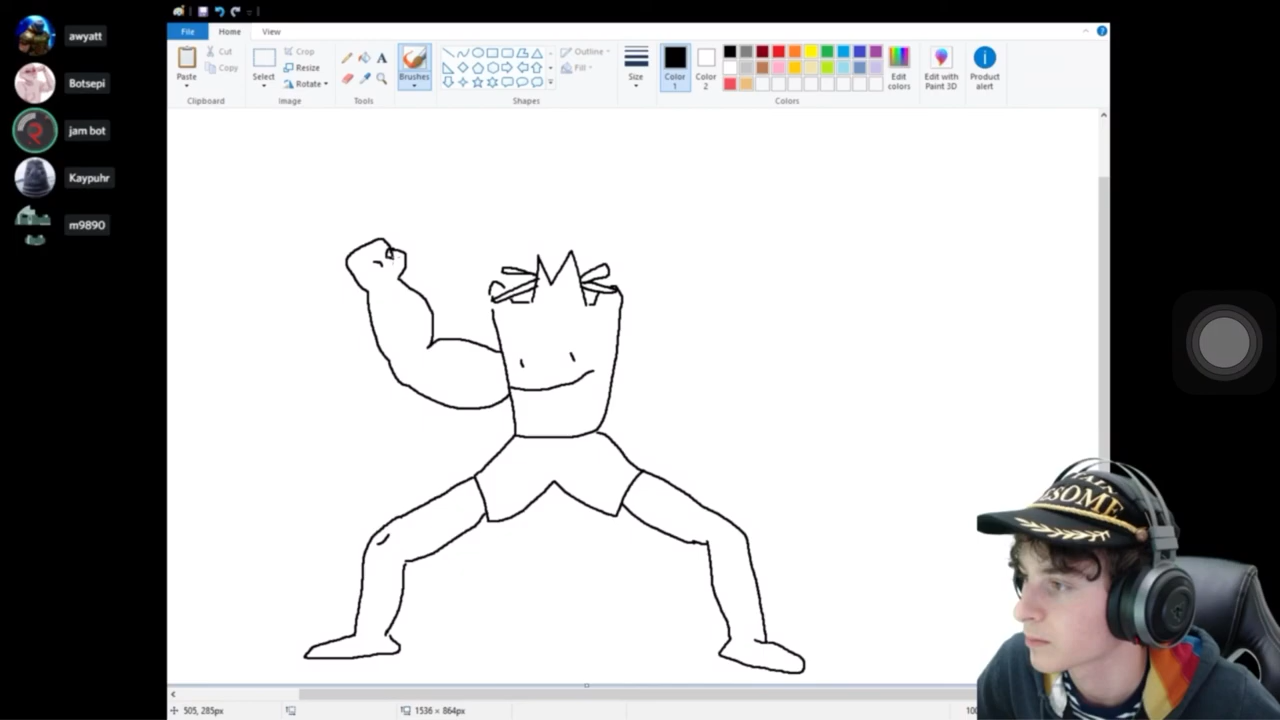 awyatt
Botsepi
jam bot
Kaypuhr
m9890
File
Home
View
Paste
Cut
Copy
Clipboard
Select
Crop
Resize
Rotate
Image
A
Tools
Brushes
Outline
Fill
Shapes
Size
Color
1
Color
2
Edit
colors
Colors
Edit with
Paint 3D
Product
alert
505, 285px
1536 × 864px
100
ESOME